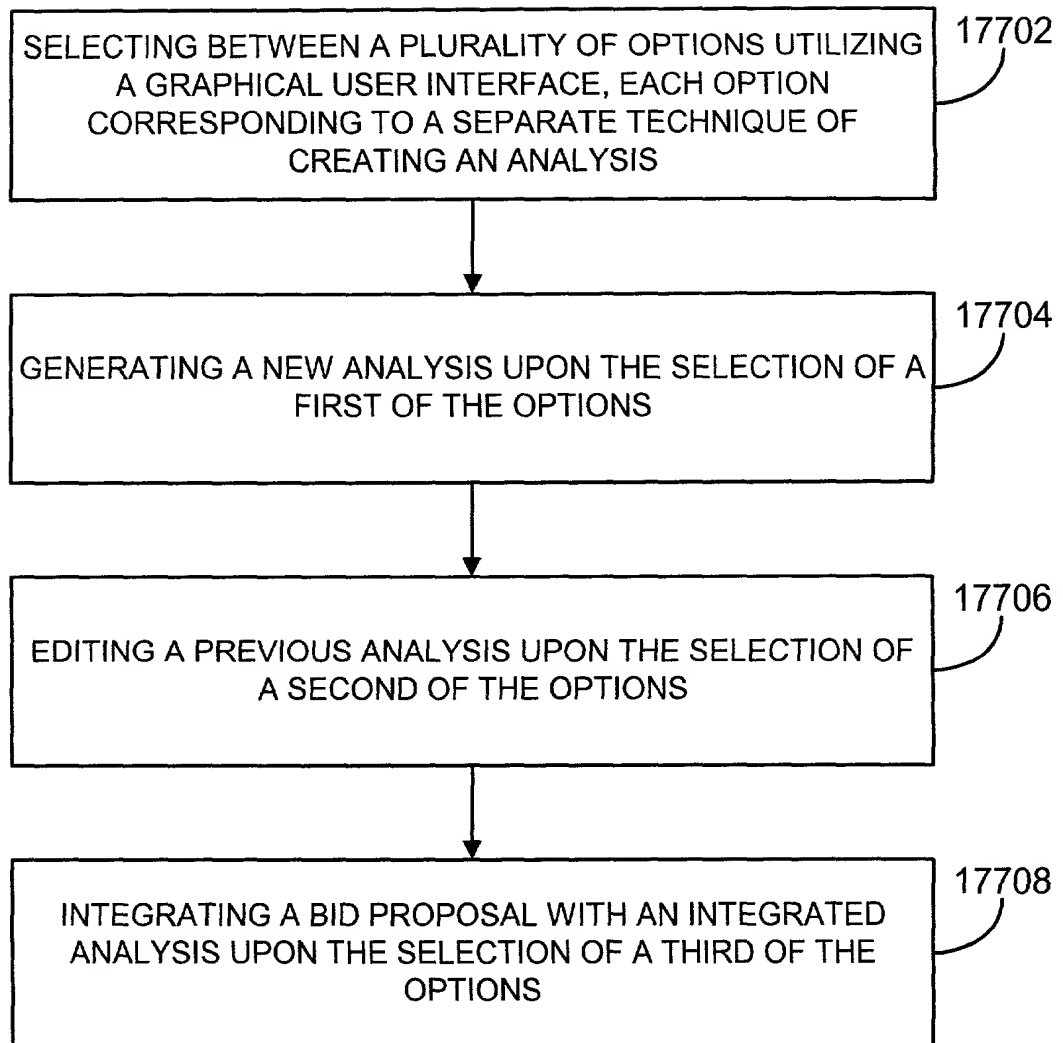 SELECTING BETWEEN A PLURALITY OF OPTIONS UTILIZING
A GRAPHICAL USER INTERFACE, EACH OPTION
CORRESPONDING TO A SEPARATE TECHNIQUE OF
CREATING AN ANALYSIS
17702
GENERATING A NEW ANALYSIS UPON THE SELECTION OF A
FIRST OF THE OPTIONS
17704
EDITING A PREVIOUS ANALYSIS UPON THE SELECTION OF
A SECOND OF THE OPTIONS
17706
INTEGRATING A BID PROPOSAL WITH AN INTEGRATED
ANALYSIS UPON THE SELECTION OF A THIRD OF THE
OPTIONS
17708